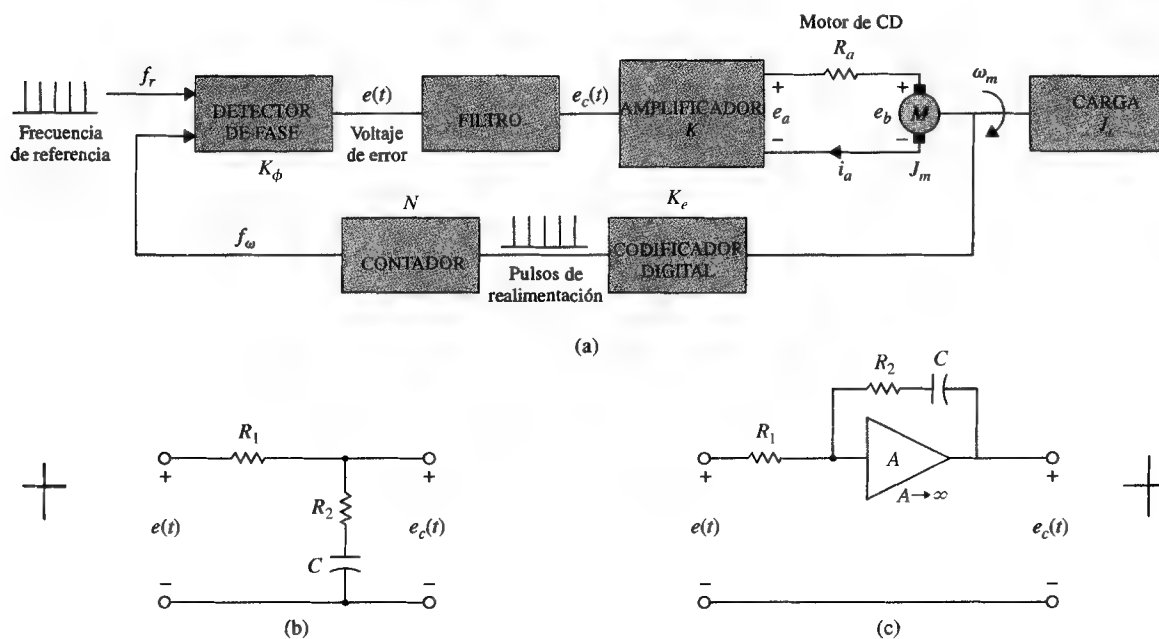 Motor de CD
R_a
f_r
e(t)
e_c(t)
ω_m
DETECTOR
DE FASE
FILTRO
AMPLIFICADOR
K
+
e_a
−
+
e_b
−
M
CARGA
Frecuencia
de referencia
Voltaje
de error
K_ϕ
i_a
J_m
N
K_e
f_ω
CONTADOR
Pulsos de
realimentación
CODIFICADOR
DIGITAL
(a)
R_1
+
e(t)
−
R_2
C
+
e_c(t)
−
(b)
R_2
C
R_1
A
A→∞
+
e(t)
−
+
e_c(t)
−
(c)